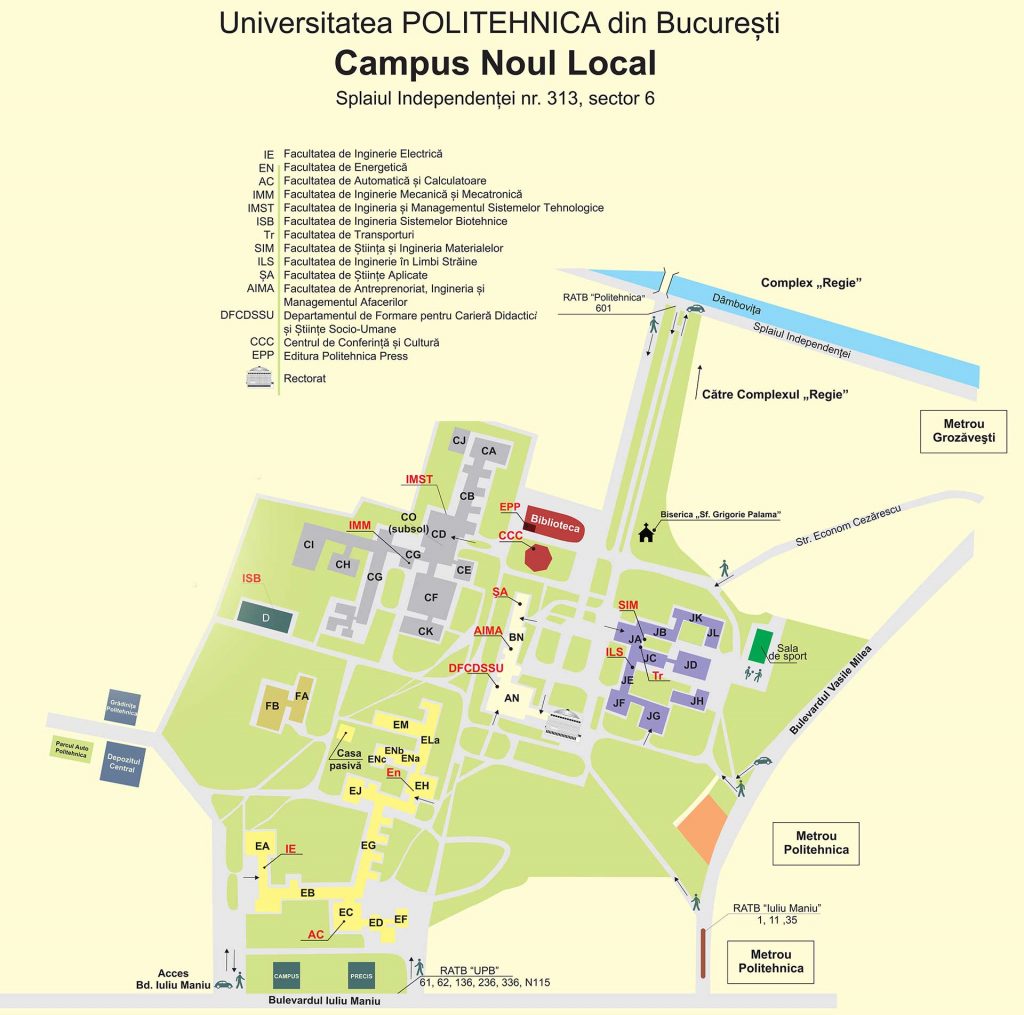 Universitatea POLITEHNICA din București
Campus Noul Local
Splaiul Independenței nr. 313, sector 6
IE Facultatea de Inginerie Electrică
EN Facultatea de Energetică
AC Facultatea de Automatică și Calculatoare
IMM Facultatea de Inginerie Mecanică și Mecatronică
IMST Facultatea de Ingineria și Managementul Sistemelor Tehnologice
ISB Facultatea de Ingineria Sistemelor Biotehnice
Tr Facultatea de Transporturi
SIM Facultatea de Știința și Ingineria Materialelor
ILS Facultatea de Inginerie în Limbi Străine
ȘA Facultatea de Științe Aplicate
AIMA Facultatea de Antreprenoriat, Ingineria și
Managementul Afacerilor
DFCDSSU Departamentul de Formare pentru Carieră Didactică
și Științe Socio-Umane
CCC Centrul de Conferință și Cultură
EPP Editura Politehnica Press
Rectorat
Complex „Regie”
RATB "Politehnica"
601
Dâmbovița
Splaiul Independenței
Către Complexul „Regie”
Metrou
Grozăvești
CJ
CA
IMST
CB
CO
(subsol)
IMM
CD
EPP
Biblioteca
CCC
Biserica „Sf. Grigorie Palama”
Str. Econom Cezărescu
CI
CH
CG
CG
CE
CF
CK
ISB
D
ȘA
AIMA
BN
DFCDSSU
AN
SIM
JK
JB
JL
JA
ILS
JC
JD
Tr
JE
JF
JG
JH
Sala
de sport
Bulevardul Vasile Milea
FA
FB
Grădinița
Politehnica
Parcul Auto
Politehnica
Depozitul
Central
EM
ELa
Casa
pasivă
ENb
ENc
ENa
En
EH
EJ
EG
EA
IE
EB
EC
ED
EF
AC
Metrou
Politehnica
RATB "Iuliu Maniu"
1, 11 ,35
Metrou
Politehnica
Acces
Bd. Iuliu Maniu
CAMPUS
PRECIS
RATB "UPB"
61, 62, 136, 236, 336, N115
Bulevardul Iuliu Maniu